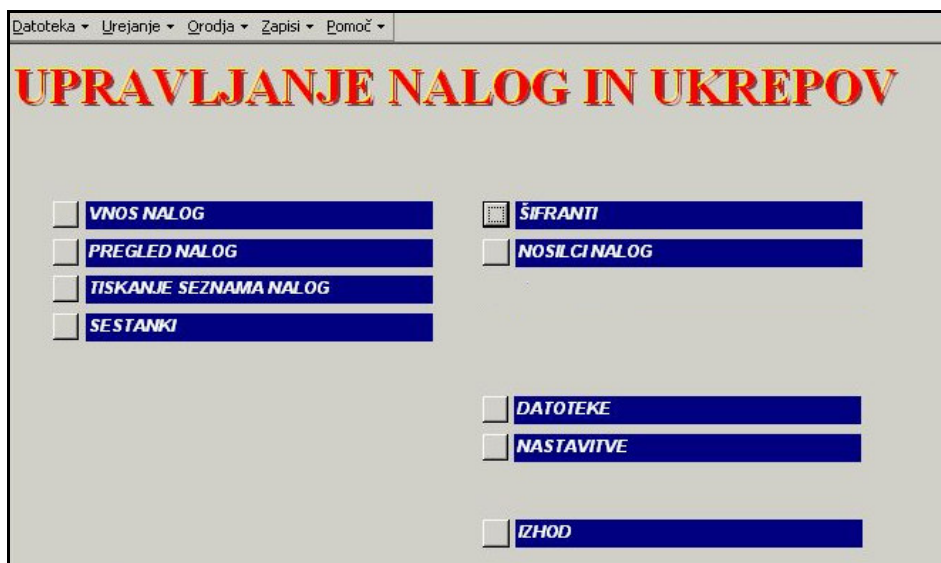 Datoteka Urejanje Orodja Zapisi Pomoč
UPRAVLJANJE NALOG IN UKREPOV
VNOS NALOG
PREGLED NALOG
TISKANJE SEZNAMA NALOG
SESTANKI
ŠIFRANTI
NOSILCI NALOG
DATOTEKE
NASTAVITVE
IZHOD